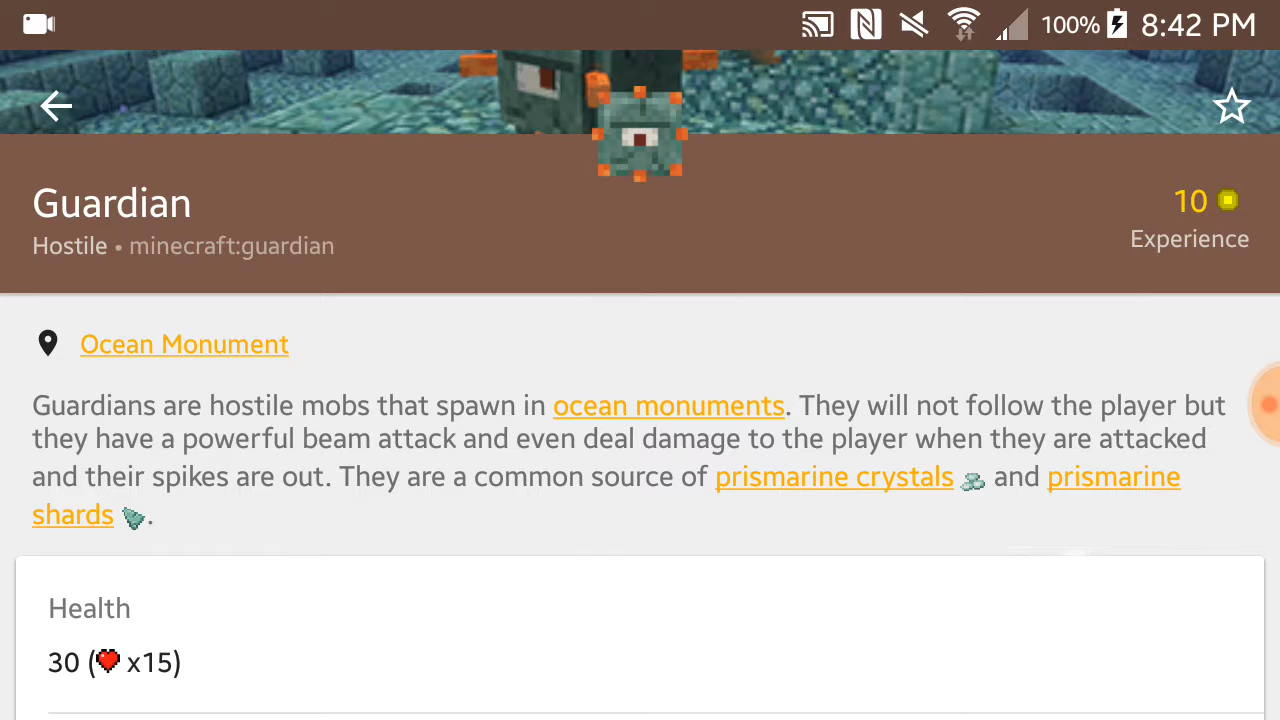 100% 8:42 PM
Guardian
10
Hostile • minecraft:guardian
Experience
Ocean Monument
Guardians are hostile mobs that spawn in ocean monuments. They will not follow the player but
they have a powerful beam attack and even deal damage to the player when they are attacked
and their spikes are out. They are a common source of prismarine crystals and prismarine
shards .
Health
30 ( x15)